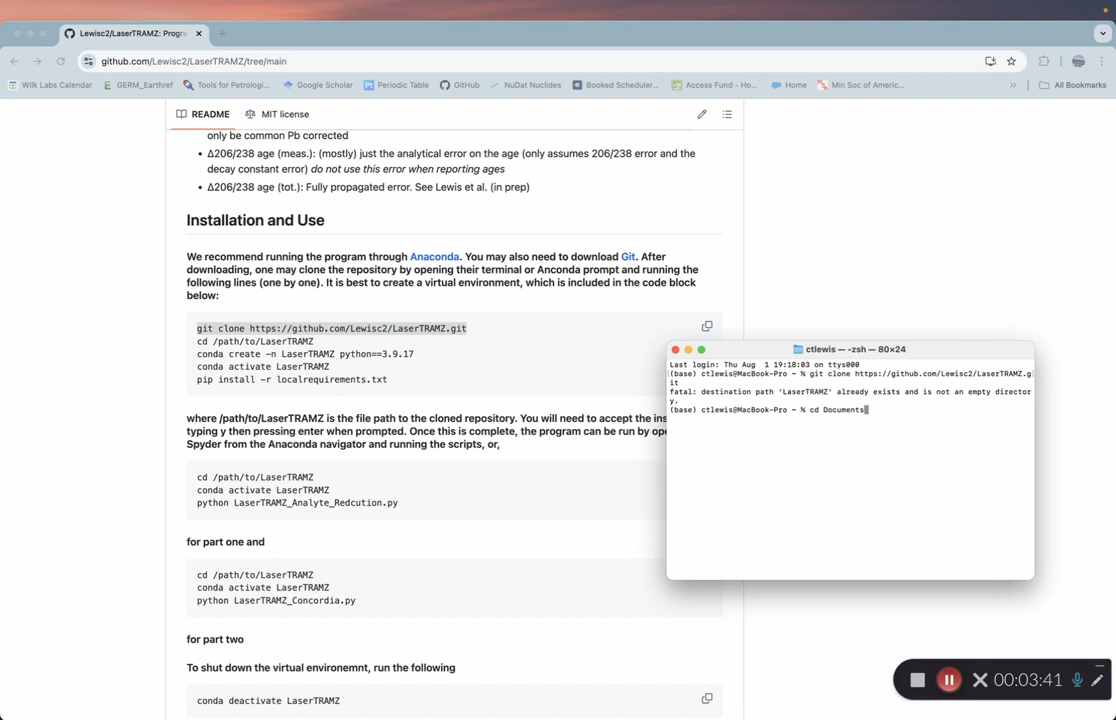 Lewisc2/LaserTRAMZ: Progra
github.com/Lewisc2/LaserTRAMZ/tree/main
Wilk Labs Calendar
GERM_Earthref
Tools for Petrologi...
Google Scholar
Periodic Table
GitHub
NuDat Nuclides
Booked Scheduler...
Access Fund - Ho...
Home
Min Soc of Americ...
»
All Bookmarks
README
MIT license
only be common Pb corrected
• Δ206/238 age (meas.): (mostly) just the analytical error on the age (only assumes 206/238 error and the
decay constant error) do not use this error when reporting ages
• Δ206/238 age (tot.): Fully propagated error. See Lewis et al. (in prep)
Installation and Use
We recommend running the program through Anaconda. You may also need to download Git. After
downloading, one may clone the repository by opening their terminal or Anconda prompt and running the
following lines (one by one). It is best to create a virtual environment, which is included in the code block
below:
git clone https://github.com/Lewisc2/LaserTRAMZ.git
cd /path/to/LaserTRAMZ
conda create -n LaserTRAMZ python==3.9.17
conda activate LaserTRAMZ
pip install -r localrequirements.txt
where /path/to/LaserTRAMZ is the file path to the cloned repository. You will need to accept the ins
typing y then pressing enter when prompted. Once this is complete, the program can be run by ope
Spyder from the Anaconda navigator and running the scripts, or,
cd /path/to/LaserTRAMZ
conda activate LaserTRAMZ
python LaserTRAMZ_Analyte_Redcution.py
for part one and
cd /path/to/LaserTRAMZ
conda activate LaserTRAMZ
python LaserTRAMZ_Concordia.py
for part two
To shut down the virtual environemnt, run the following
conda deactivate LaserTRAMZ
ctlewis — -zsh — 80×24
Last login: Thu Aug  1 19:18:03 on ttys000
(base) ctlewis@MacBook-Pro ~ % git clone https://github.com/Lewisc2/LaserTRAMZ.g
it
fatal: destination path 'LaserTRAMZ' already exists and is not an empty director
y.
(base) ctlewis@MacBook-Pro ~ % cd Documents
00:03:41